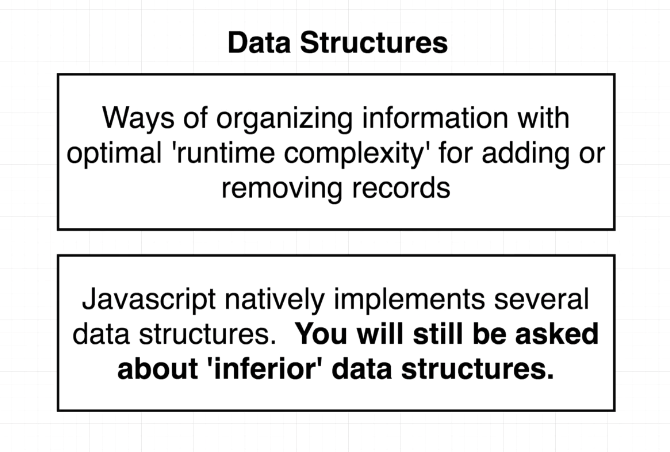 Data Structures
Ways of organizing information with
optimal 'runtime complexity' for adding or
removing records
Javascript natively implements several
data structures.  You will still be asked
about 'inferior' data structures.